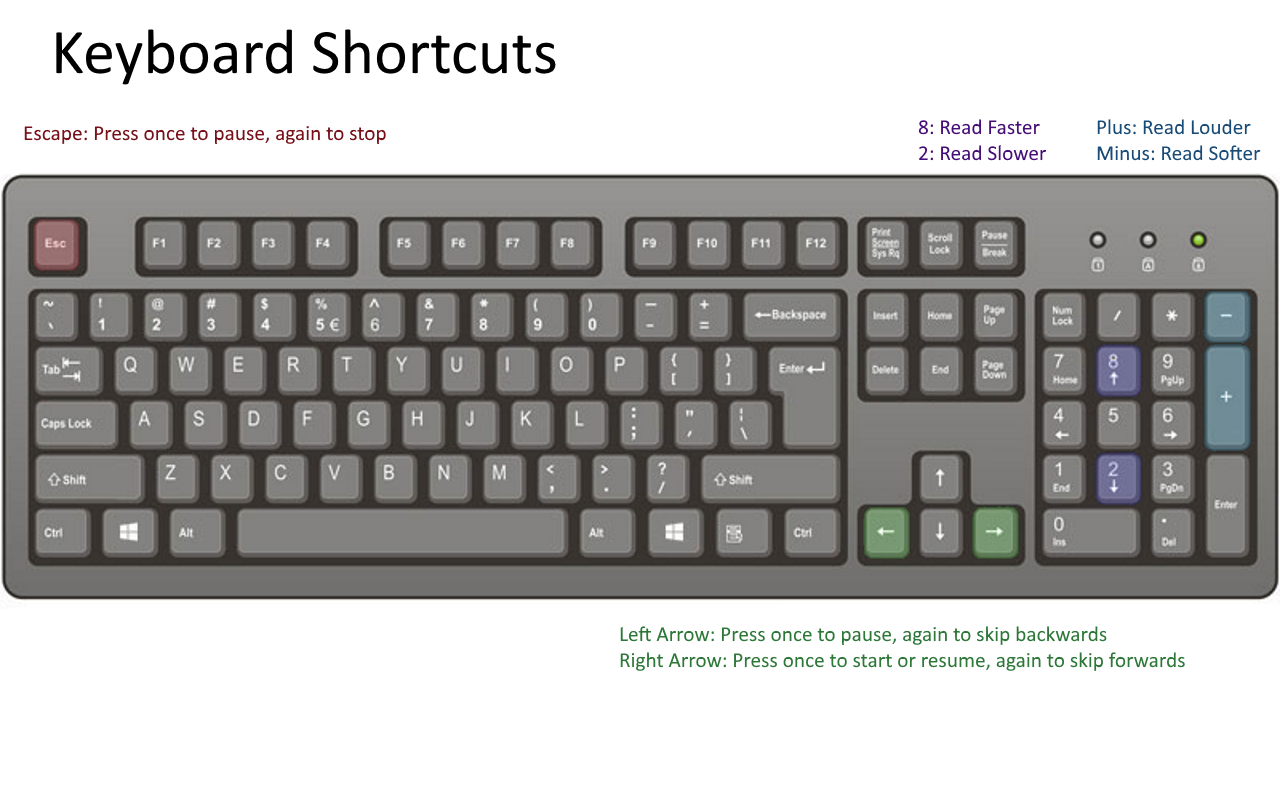 Keyboard Shortcuts
Escape: Press once to pause, again to stop
8: Read Faster
2: Read Slower
Plus: Read Louder
Minus: Read Softer
Esc F1 F2 F3 F4 F5 F6 F7 F8 F9 F10 F11 F12
Print Screen Sys Rq
Scroll Lock
Pause Break
1 A
~ ` ! 1 @ 2 # 3 $ 4 % 5 € ^ 6 & 7 * 8 ( 9 ) 0 — - + = ←Backspace
Insert Home Page Up
Num Lock / * −
Tab Q W E R T Y U I O P { [ } ] Enter
Delete End Page Down
7 Home 8 ↑ 9 PgUp +
Caps Lock A S D F G H J K L : ; " ' ¦ \
4 ← 5 6 →
⇧ Shift Z X C V B N M < , > . ? / ⇧ Shift
↑
1 End 2 ↓ 3 PgDn Enter
Ctrl Alt Alt Ctrl
← ↓ →
0 Ins . Del
Left Arrow: Press once to pause, again to skip backwards
Right Arrow: Press once to start or resume, again to skip forwards